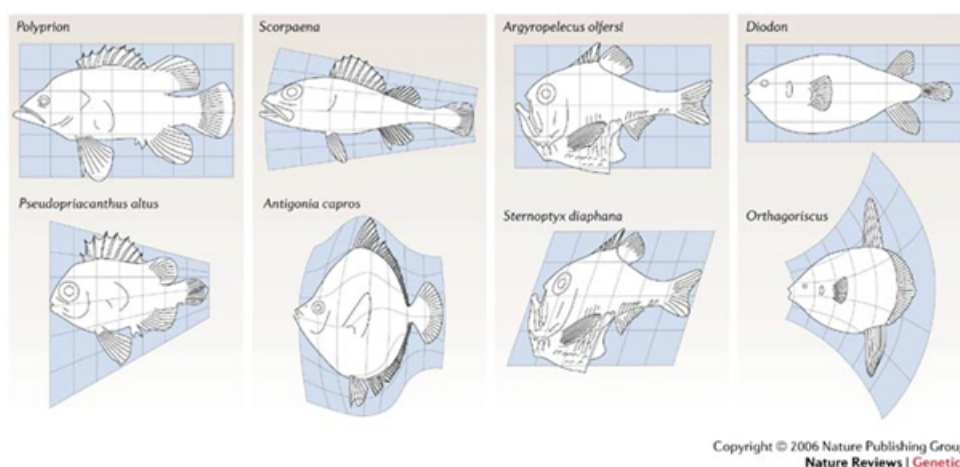 Polyprion
Scorpaena
Argyropelecus olfersi
Diodon
Pseudopriacanthus altus
Antigonia capros
Sternoptyx diaphana
Orthagoriscus
Copyright © 2006 Nature Publishing Group
Nature Reviews | Genetic